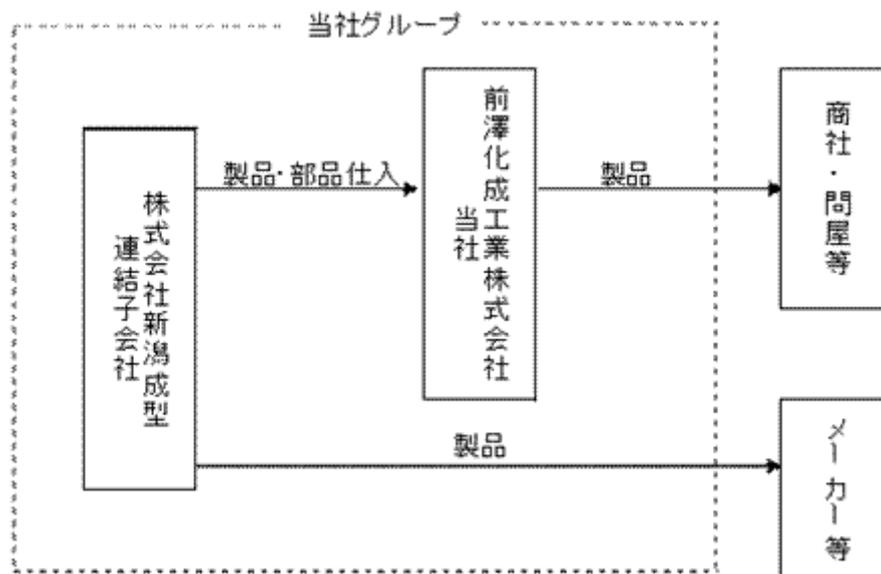 当社グループ
製品・部品仕入
株式会社新潟成型
連結子会社
前澤化成工業株式会社
当社
製品
商社・問屋等
製品
メーカー等